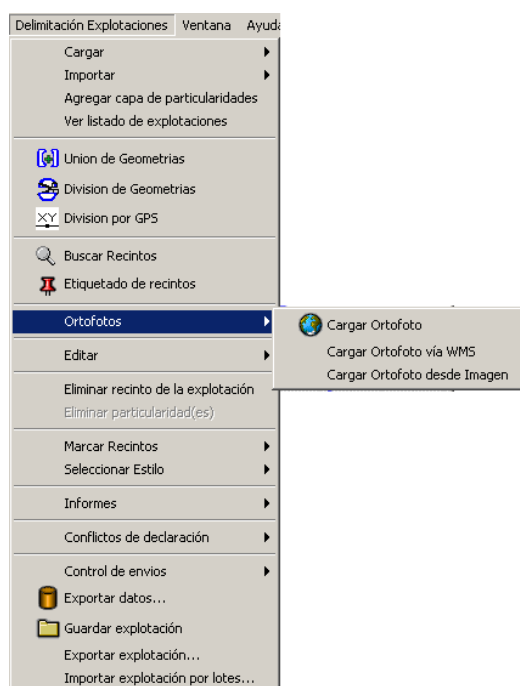 Delimitación Explotaciones Ventana
Cargar
Importar
Agregar capa de particularidades
Ver listado de explotaciones
Union de Geometrias
Division de Geometrias
XY Division por GPS
Buscar Recintos
Etiquetado de recintos
Ortofotos
Cargar Ortofoto
Cargar Ortofoto vía WMS
Cargar Ortofoto desde Imagen
Editar
Eliminar recinto de la explotación
Eliminar particularidad(es)
Marcar Recintos
Seleccionar Estilo
Informes
Conflictos de declaración
Control de envios
Exportar datos...
Guardar explotación
Exportar explotación...
Importar explotación por lotes...